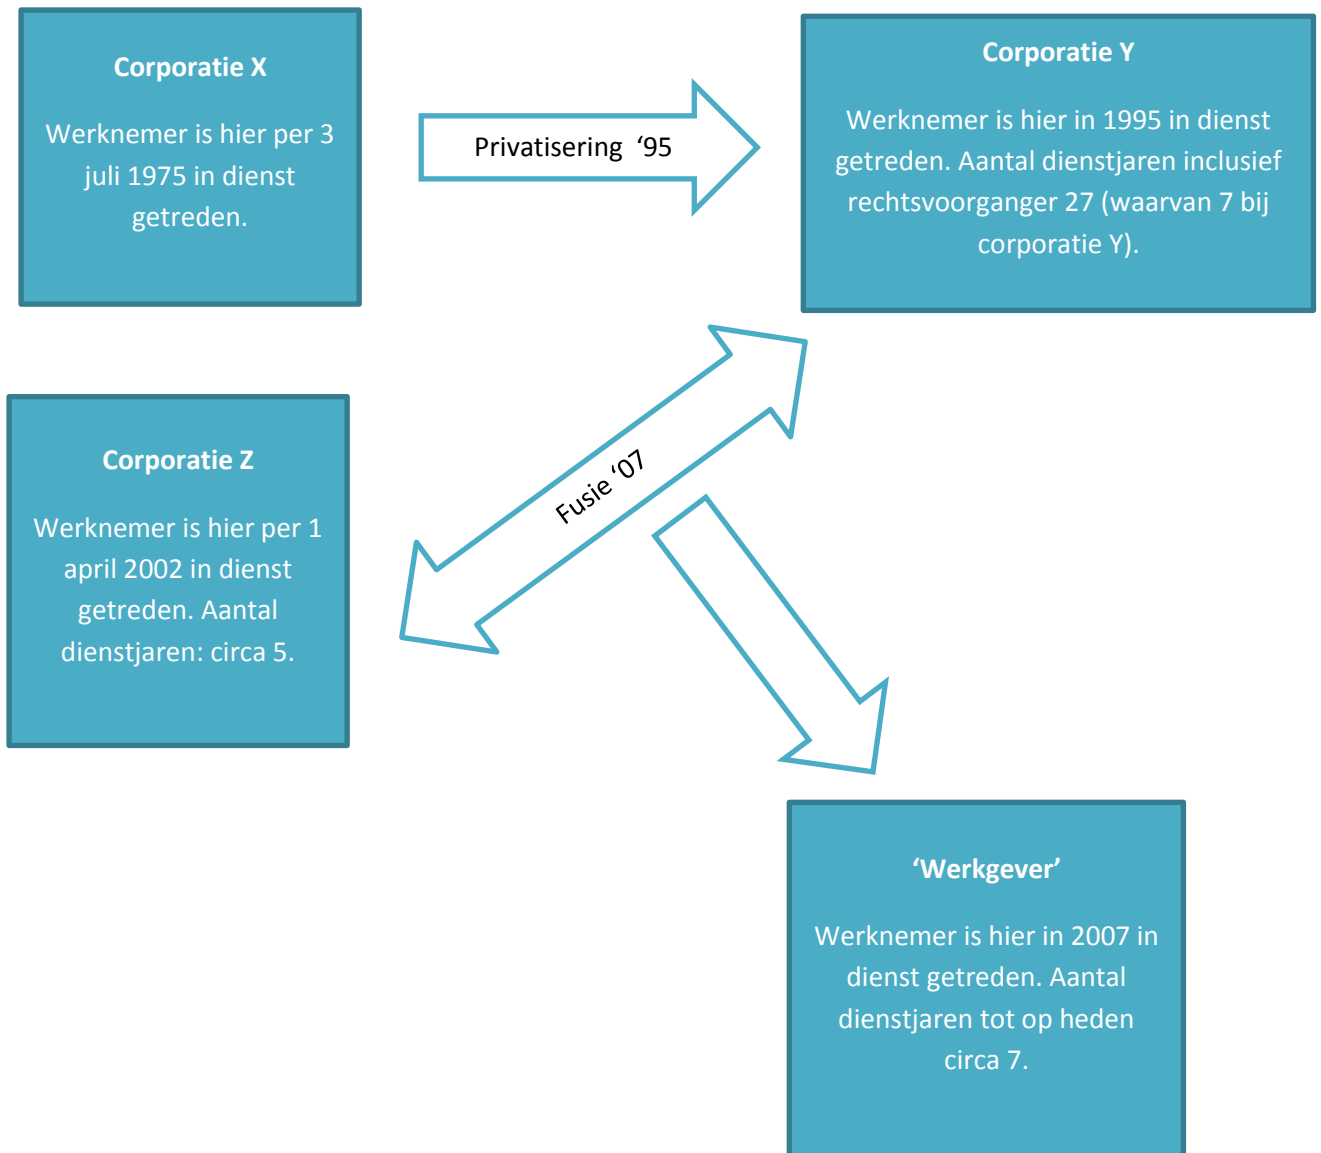 Corporatie X
Werknemer is hier per 3
juli 1975 in dienst
getreden.
Privatisering ‘95
Corporatie Y
Werknemer is hier in 1995 in dienst
getreden. Aantal dienstjaren inclusief
rechtsvoorganger 27 (waarvan 7 bij
corporatie Y).
Corporatie Z
Werknemer is hier per 1
april 2002 in dienst
getreden. Aantal
dienstjaren: circa 5.
Fusie ‘07
‘Werkgever’
Werknemer is hier in 2007 in
dienst getreden. Aantal
dienstjaren tot op heden
circa 7.